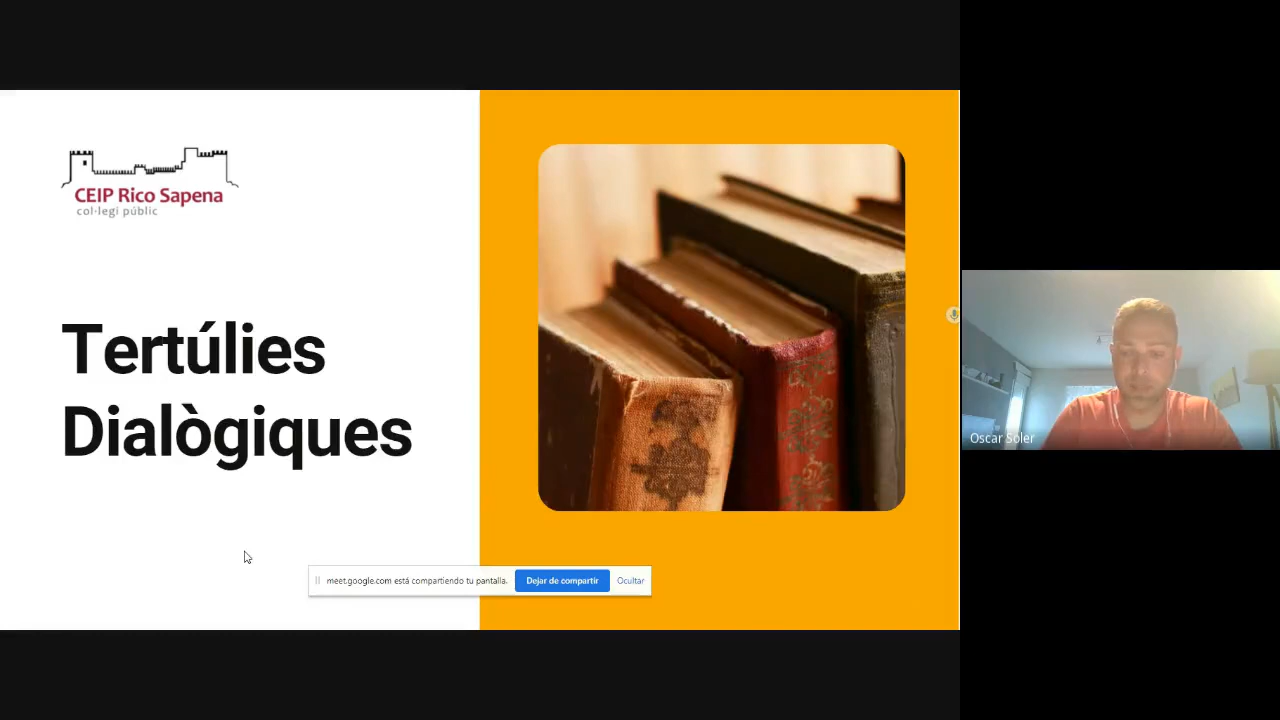 CEIP Rico Sapena
col·legi públic
Tertúlies
Dialògiques
meet.google.com está compartiendo tu pantalla.
Dejar de compartir
Ocultar
Oscar Soler